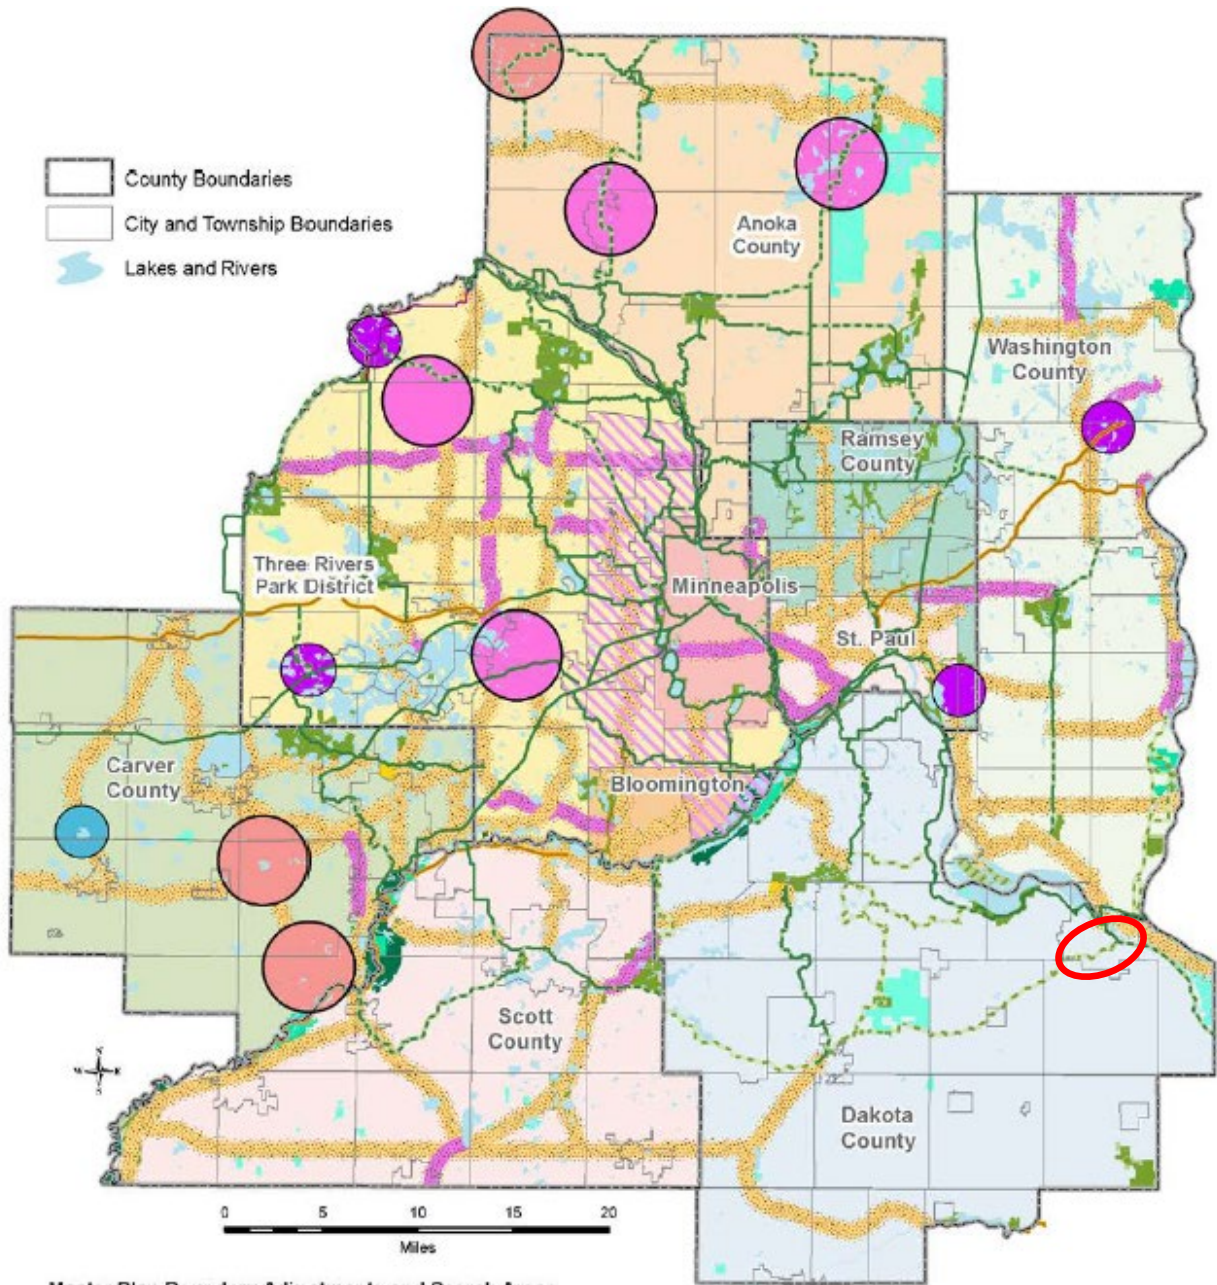 County Boundaries
City and Township Boundaries
Lakes and Rivers
Anoka
County
Washington
County
Ramsey
County
Three Rivers
Park District
Minneapolis
St. Paul
Carver
County
Bloomington
Scott
County
Dakota
County
0 5 10 15 20
Miles